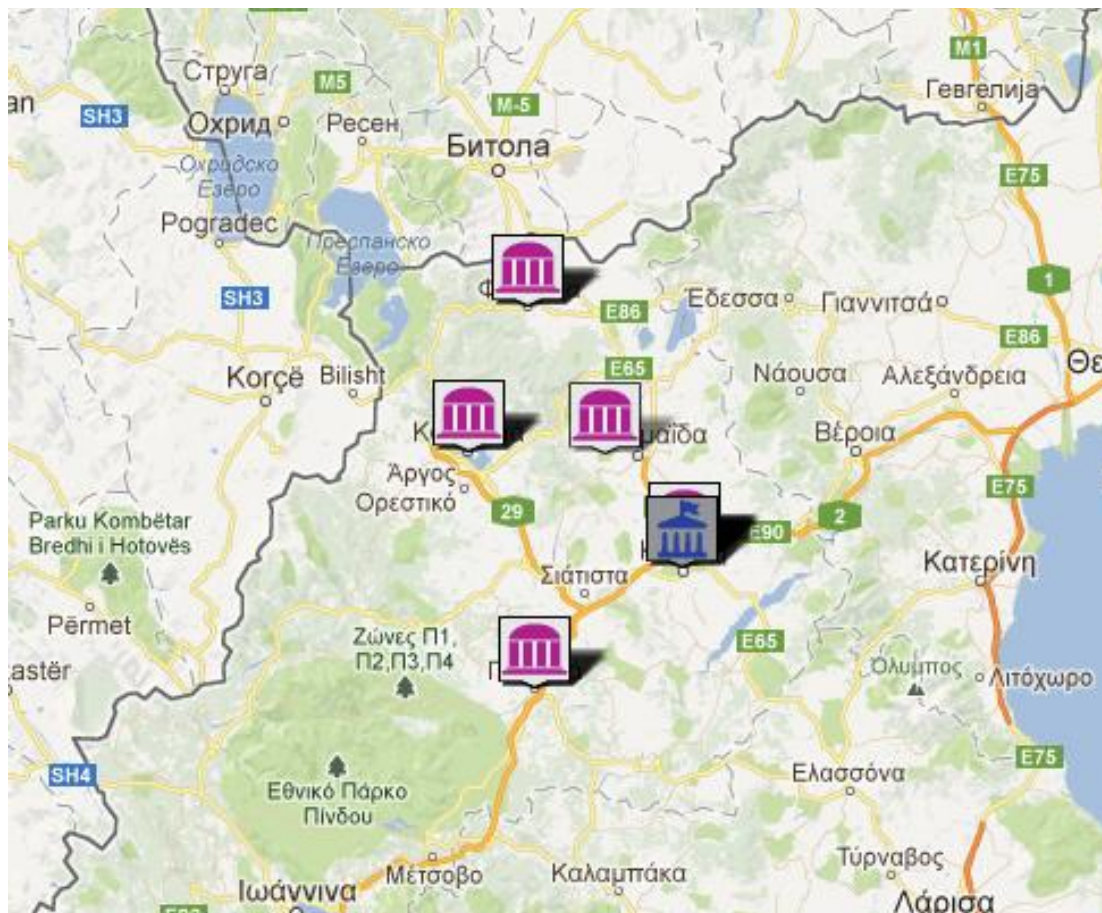 Струга
M5
M1
Гевгелија
an
SH3
Охрид
Ресен
M-5
Битола
Охридско
Езеро
E75
Pogradec
Преспанско
Езеро
SH3
Έδεσσα
Γιαννιτσά
1
E86
E86
Θε
Korçë
Bilisht
E65
Νάουσα
Αλεξάνδρεια
μαΐδα
Βέροια
Άργος
Ορεστικό
29
E75
Parku Kombëtar
Bredhi i Hotovës
2
E90
Κατερίνη
Σιάτιστα
Përmet
Ζώνες Π1,
Π2,Π3,Π4
E65
Όλυμπος
Λιτόχωρο
astër
SH4
E75
Εθνικό Πάρκο
Πίνδου
Ελασσόνα
Μέτσοβο
Καλαμπάκα
Τύρναβος
Ιωάννινα
Λάρισα